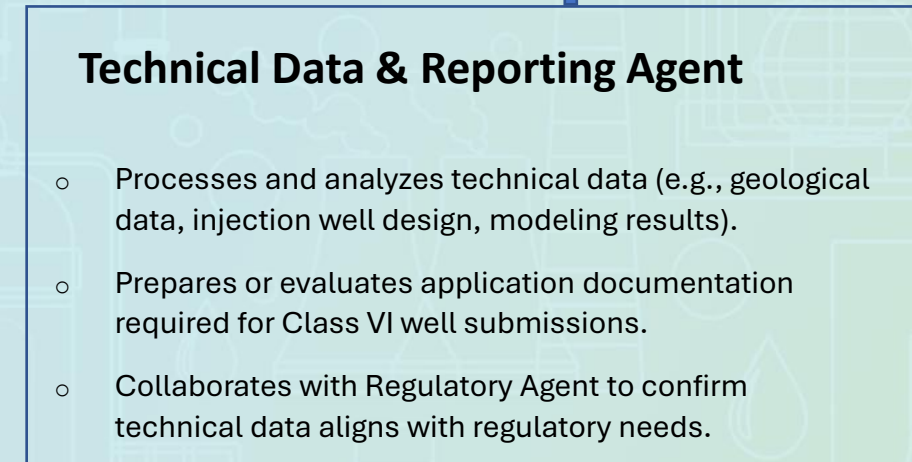 Technical Data & Reporting Agent
○ Processes and analyzes technical data (e.g., geological
data, injection well design, modeling results).
○ Prepares or evaluates application documentation
required for Class VI well submissions.
○ Collaborates with Regulatory Agent to confirm
technical data aligns with regulatory needs.